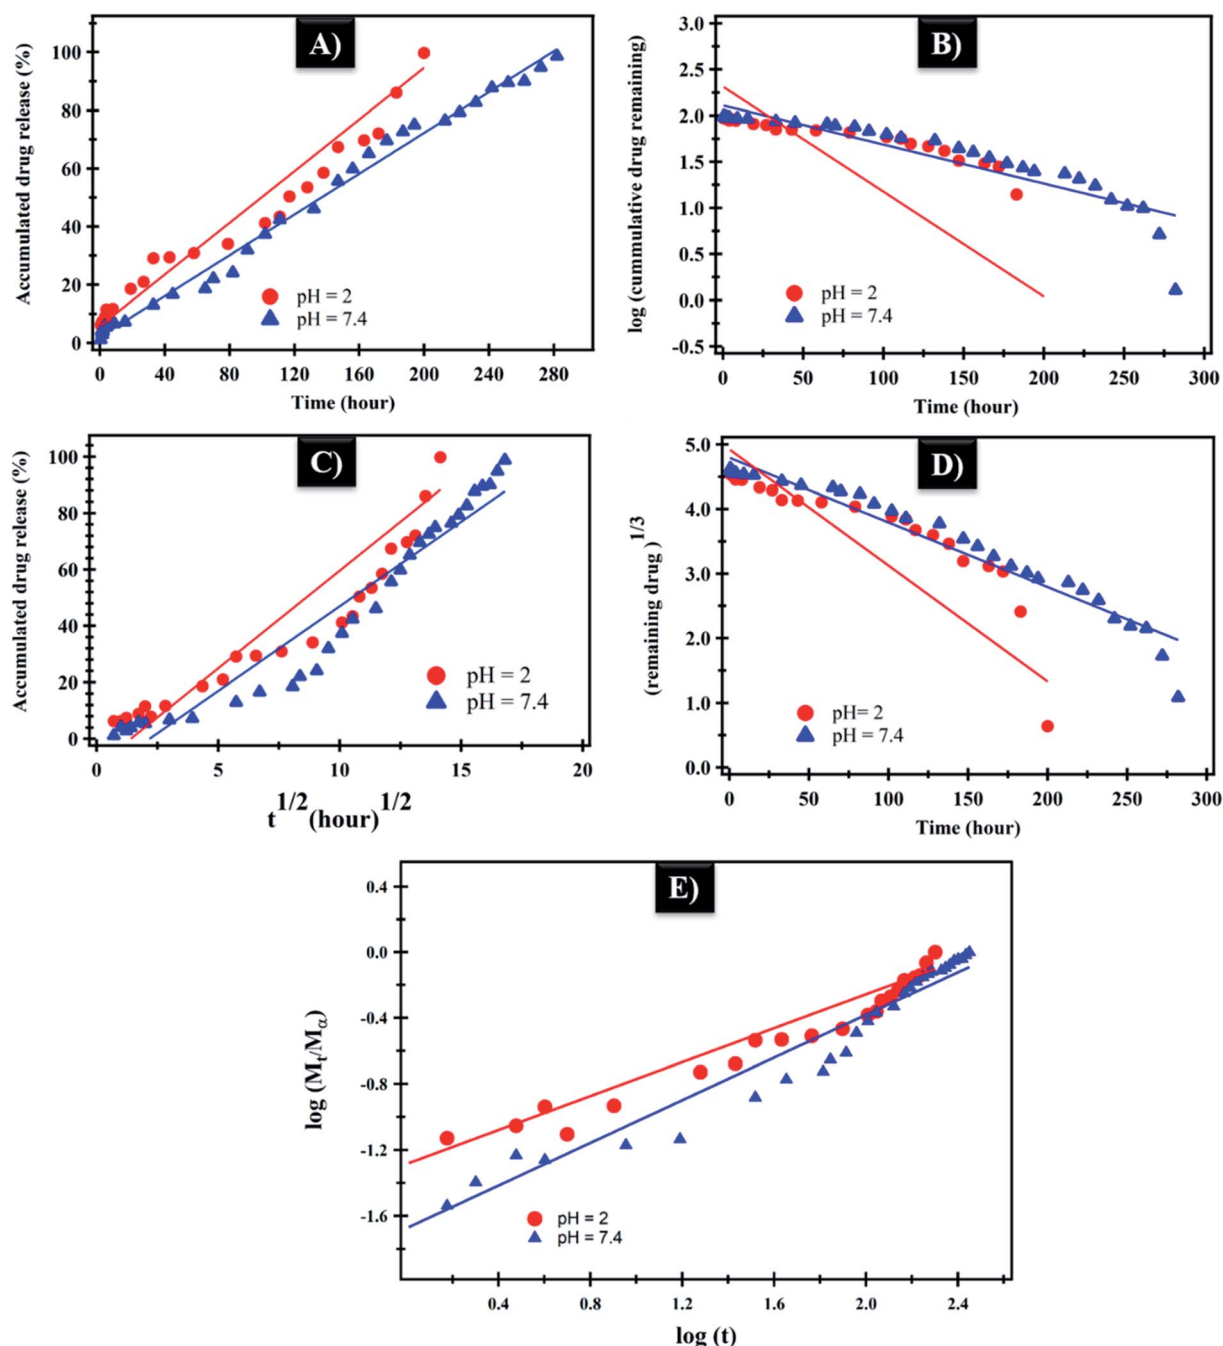 A)
Accumulated drug release (%)
100
80
60
40
20
0
pH = 2
pH = 7.4
0 40 80 120 160 200 240 280
Time (hour)
B)
log (cummulative drug remaining)
3.0
2.5
2.0
1.5
1.0
0.5
0.0
-0.5
pH = 2
pH = 7.4
0 50 100 150 200 250 300
Time (hour)
C)
Accumulated drug release (%)
100
80
60
40
20
0
pH = 2
pH = 7.4
0 5 10 15 20
t^1/2 (hour)^1/2
D)
(remaining drug)^1/3
5.0
4.0
3.0
2.0
1.0
0.0
pH= 2
pH = 7.4
0 50 100 150 200 250 300
Time (hour)
E)
log (Mt/Mα)
0.4
0.0
-0.4
-0.8
-1.2
-1.6
pH = 2
pH = 7.4
0.4 0.8 1.2 1.6 2.0 2.4
log (t)